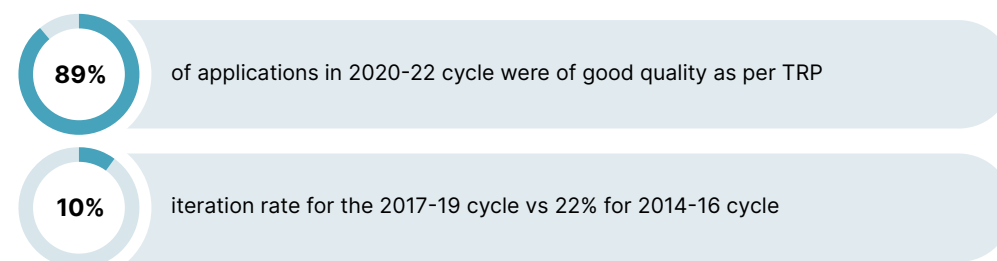 89% of applications in 2020-22 cycle were of good quality as per TRP
10% iteration rate for the 2017-19 cycle vs 22% for 2014-16 cycle